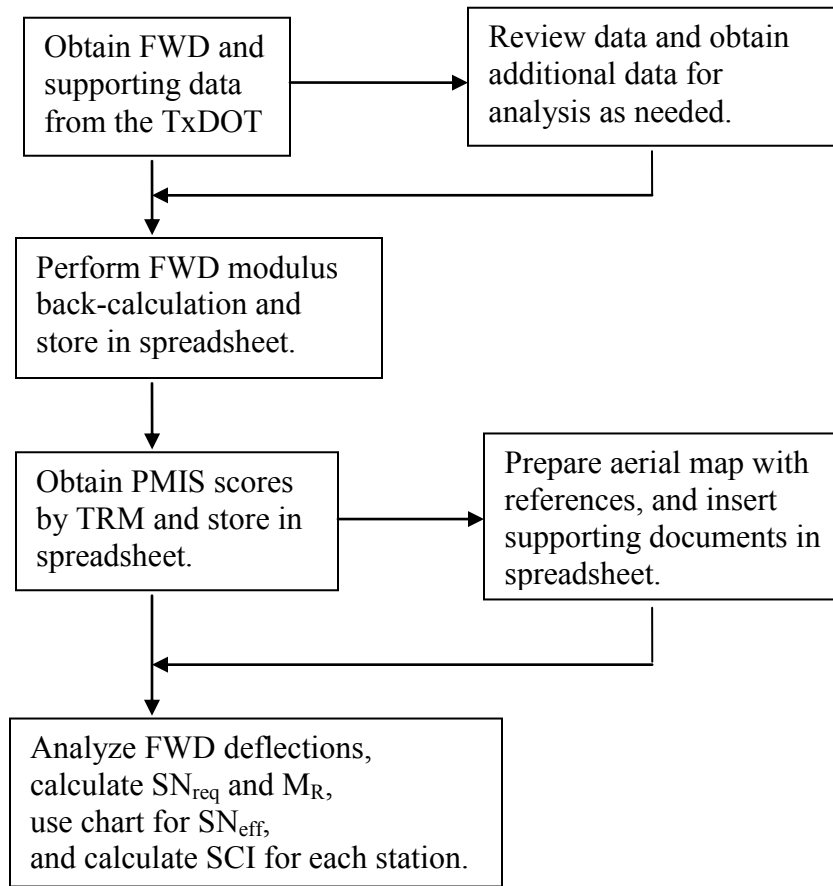 Obtain FWD and
supporting data
from the TxDOT
Review data and obtain
additional data for
analysis as needed.
Perform FWD modulus
back-calculation and
store in spreadsheet.
Obtain PMIS scores
by TRM and store in
spreadsheet.
Prepare aerial map with
references, and insert
supporting documents in
spreadsheet.
Analyze FWD deflections,
calculate SNreq and MR,
use chart for SNeff,
and calculate SCI for each station.